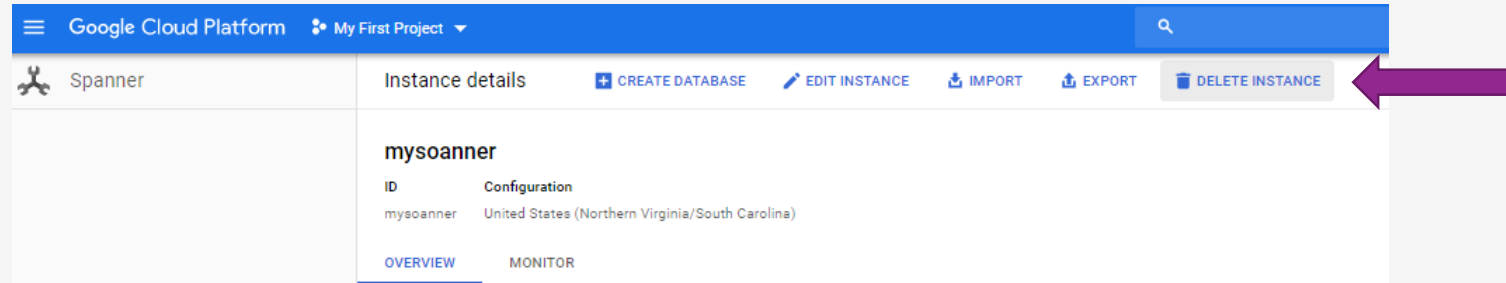 Google Cloud Platform My First Project
Spanner
Instance details CREATE DATABASE EDIT INSTANCE IMPORT EXPORT DELETE INSTANCE
mysoanner
ID Configuration
mysoanner United States (Northern Virginia/South Carolina)
OVERVIEW MONITOR